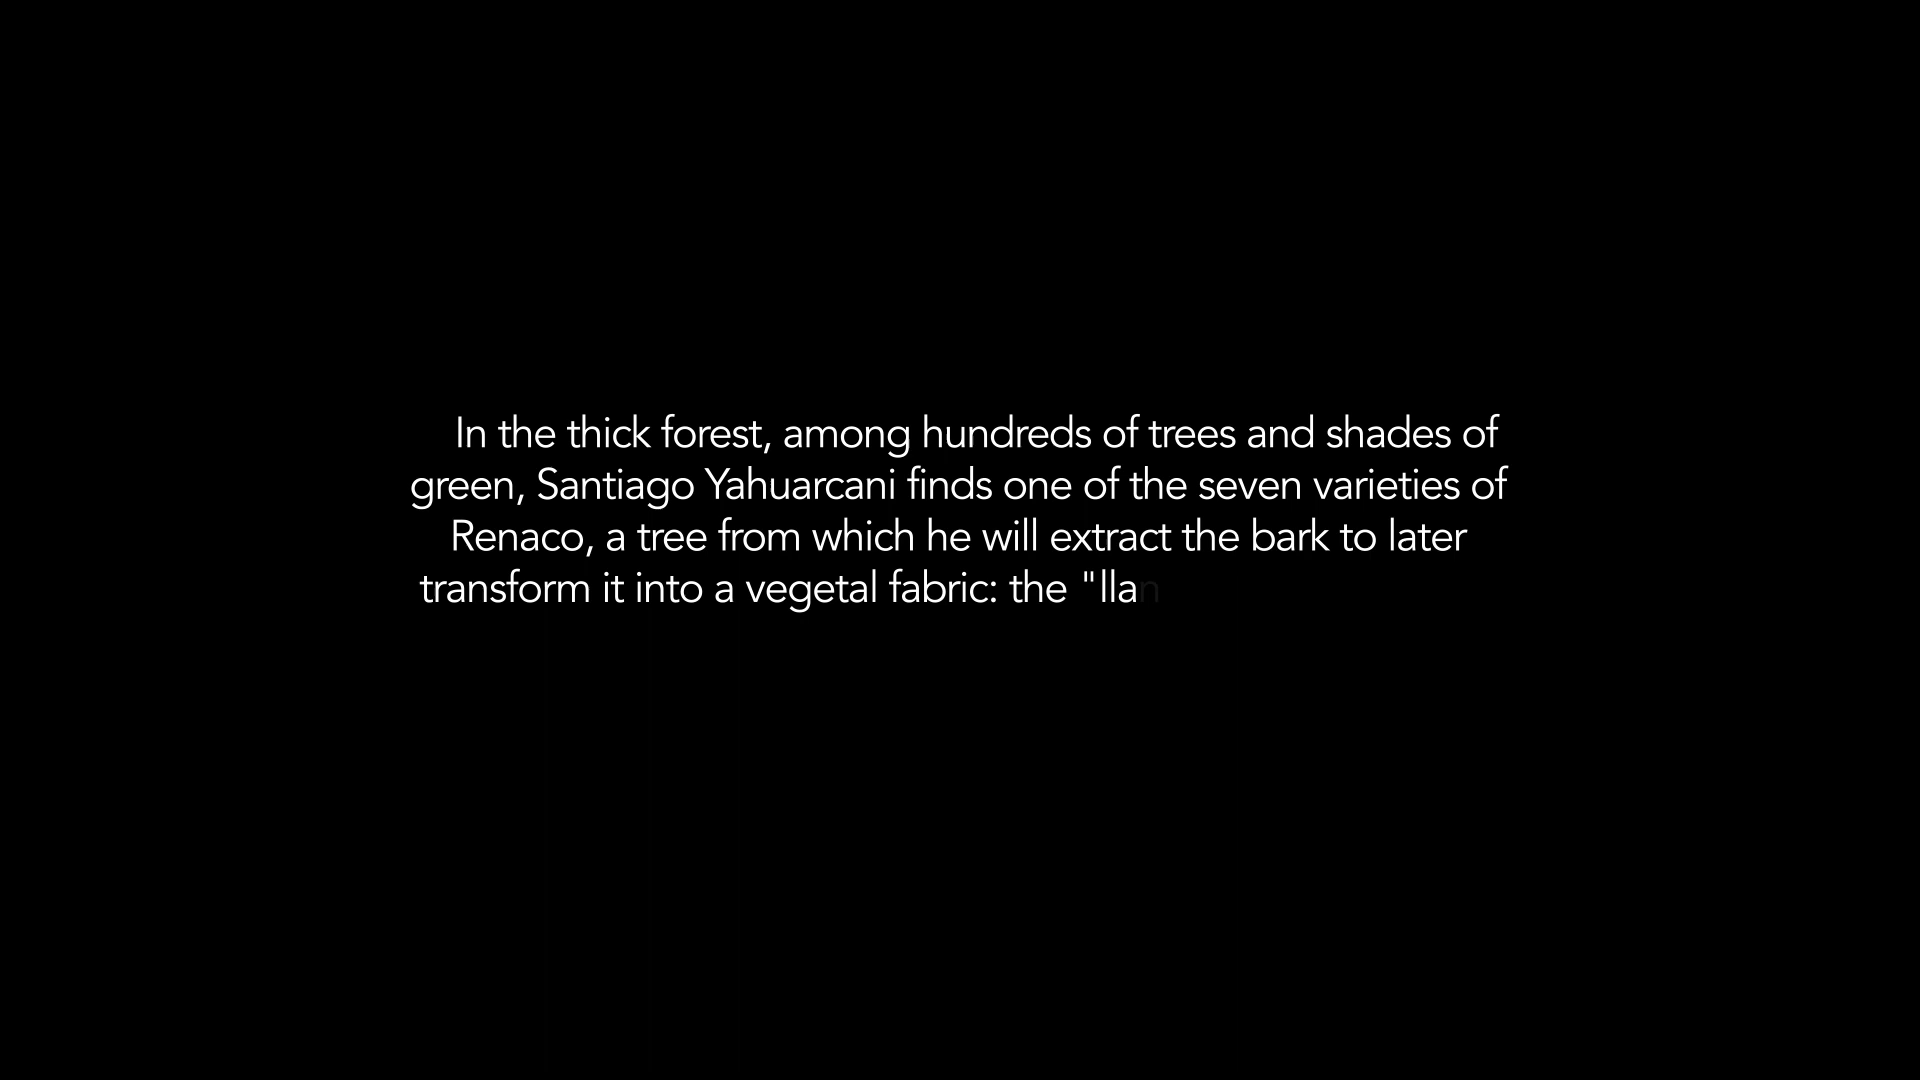 In the thick forest, among hundreds of trees and shades of
green, Santiago Yahuarcani finds one of the seven varieties of
Renaco, a tree from which he will extract the bark to later
transform it into a vegetal fabric: the "llan